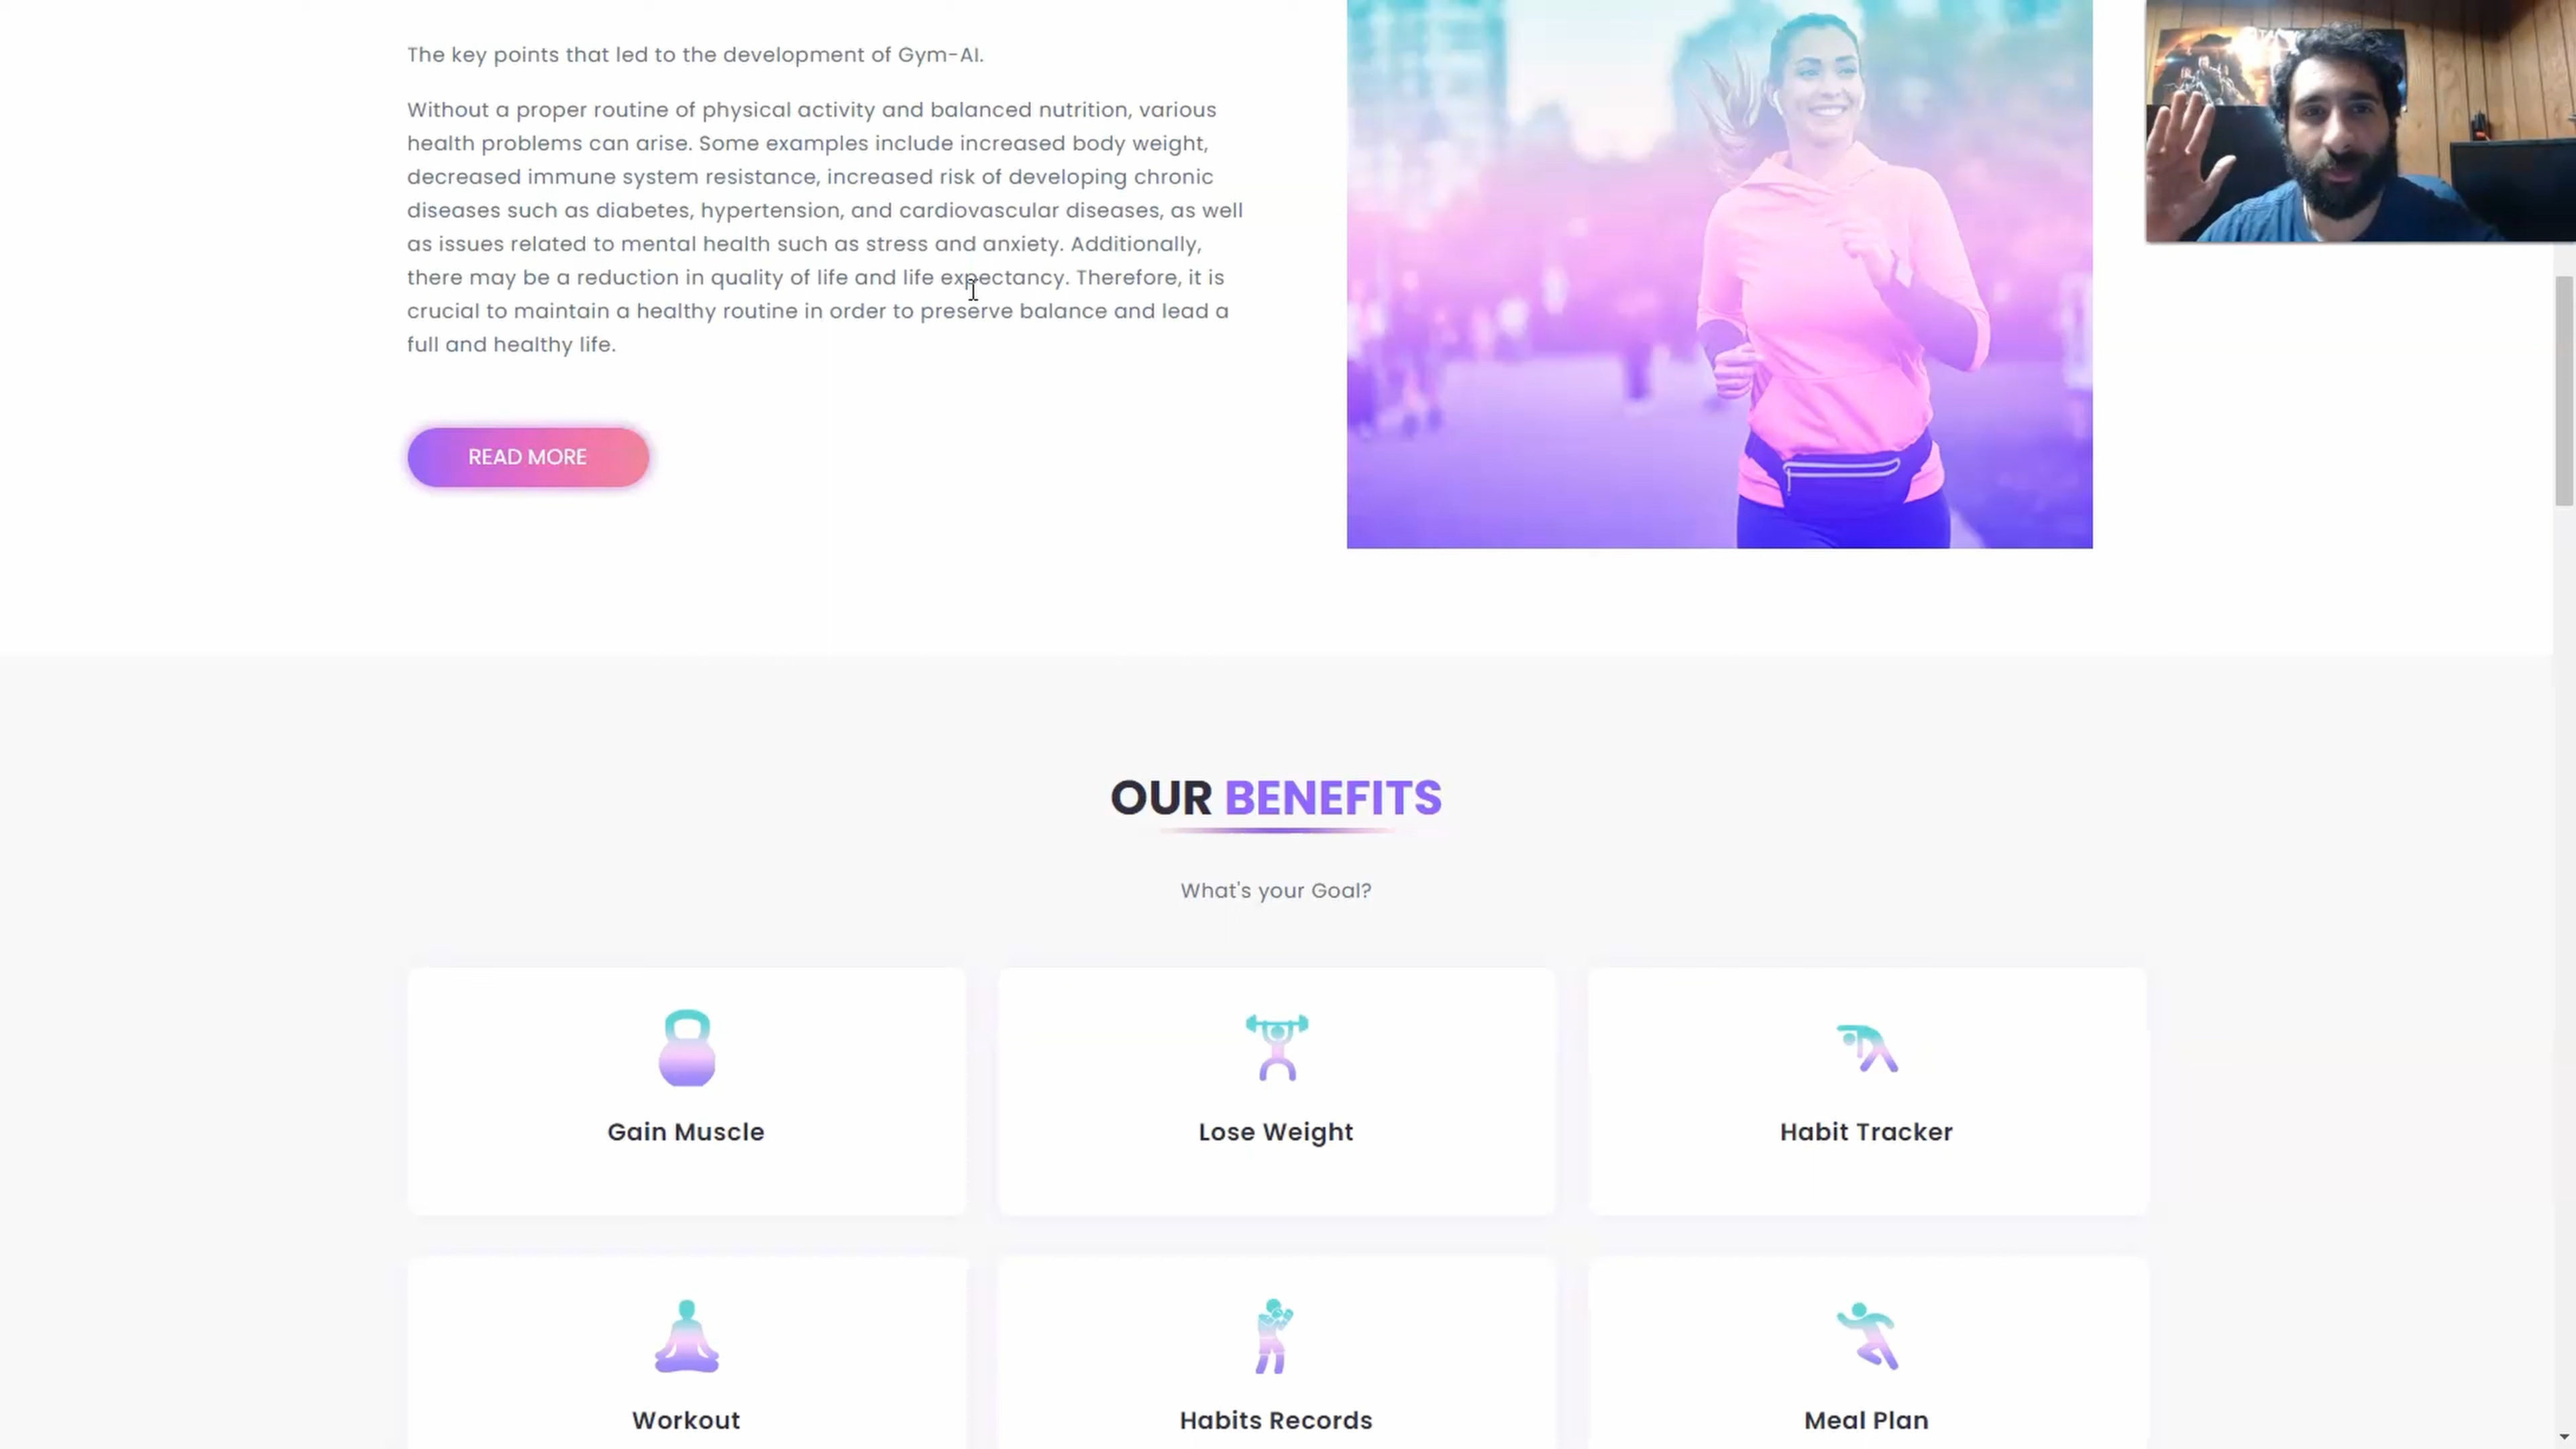 The key points that led to the development of Gym-AI.
Without a proper routine of physical activity and balanced nutrition, various
health problems can arise. Some examples include increased body weight,
decreased immune system resistance, increased risk of developing chronic
diseases such as diabetes, hypertension, and cardiovascular diseases, as well
as issues related to mental health such as stress and anxiety. Additionally,
there may be a reduction in quality of life and life expectancy. Therefore, it is
crucial to maintain a healthy routine in order to preserve balance and lead a
full and healthy life.
READ MORE
OUR BENEFITS
What's your Goal?
Gain Muscle
Lose Weight
Habit Tracker
Workout
Habits Records
Meal Plan